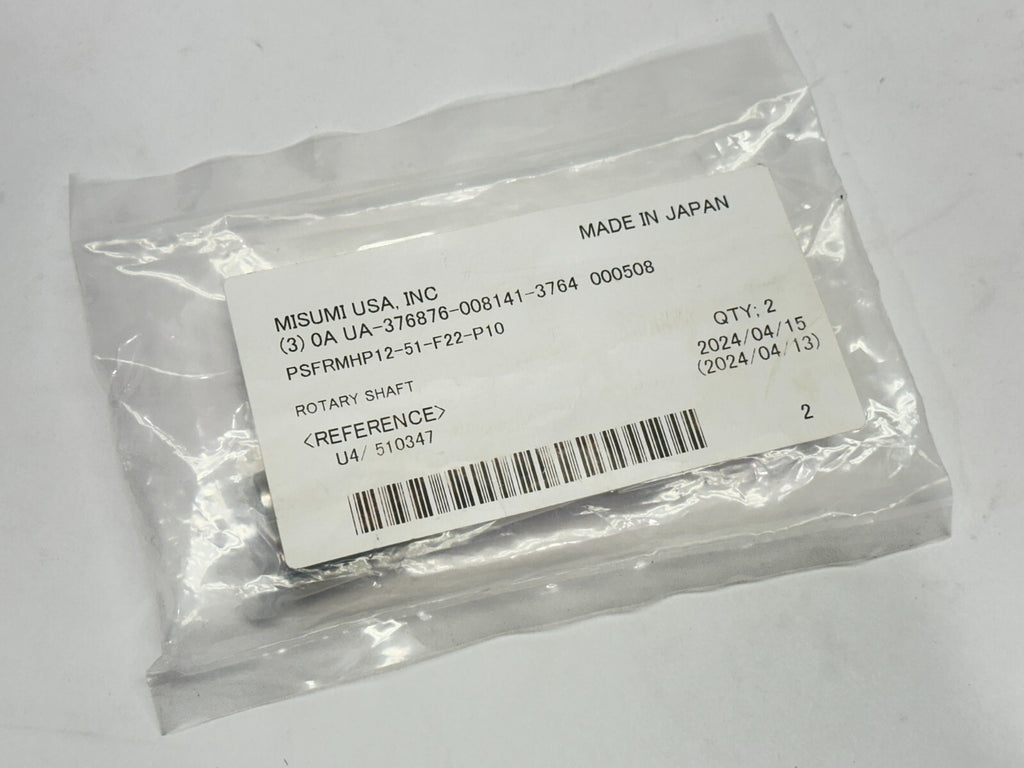 MADE IN JAPAN
MISUMI USA, INC
(3) 0A UA-376876-008141-3764 000508
PSFRMHP12-51-F22-P10
QTY; 2
2024/04/15
(2024/04/13)
ROTARY SHAFT
<REFERENCE>
U4/ 510347
2